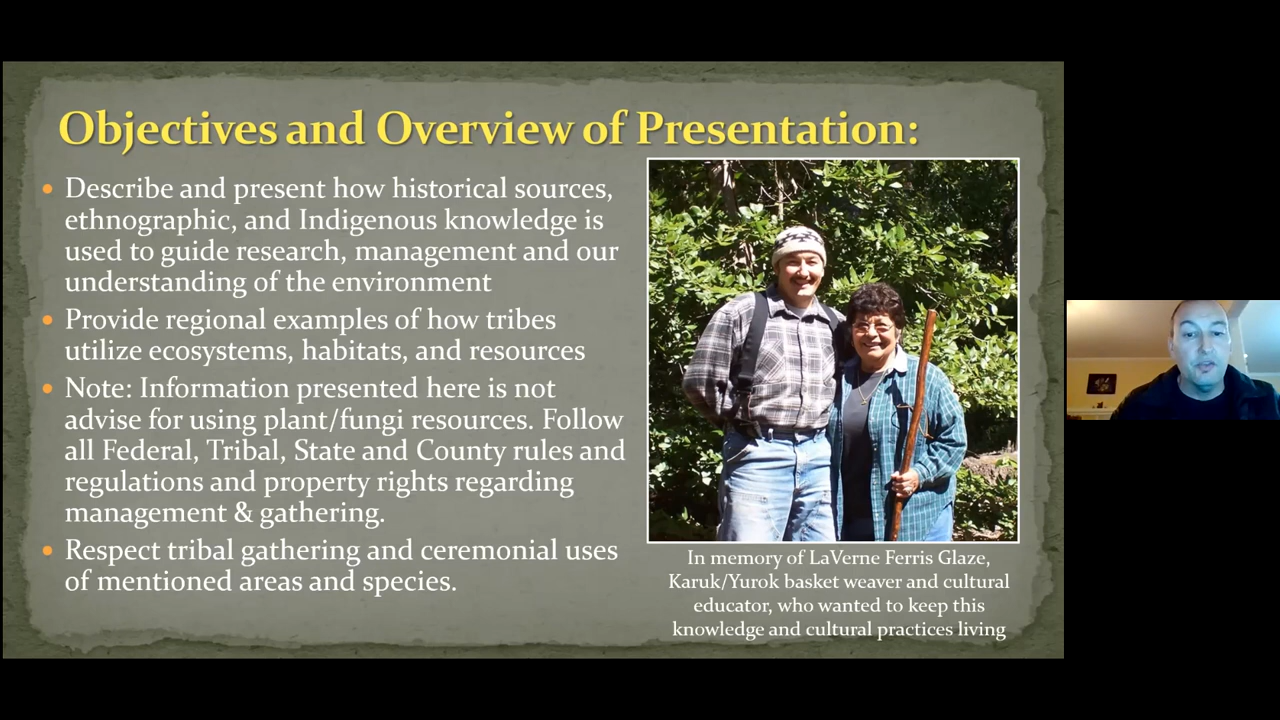 Objectives and Overview of Presentation:
Describe and present how historical sources,
ethnographic, and Indigenous knowledge is
used to guide research, management and our
understanding of the environment
Provide regional examples of how tribes
utilize ecosystems, habitats, and resources
Note: Information presented here is not
advise for using plant/fungi resources. Follow
all Federal, Tribal, State and County rules and
regulations and property rights regarding
management & gathering.
Respect tribal gathering and ceremonial uses
of mentioned areas and species.
In memory of LaVerne Ferris Glaze,
Karuk/Yurok basket weaver and cultural
educator, who wanted to keep this
knowledge and cultural practices living